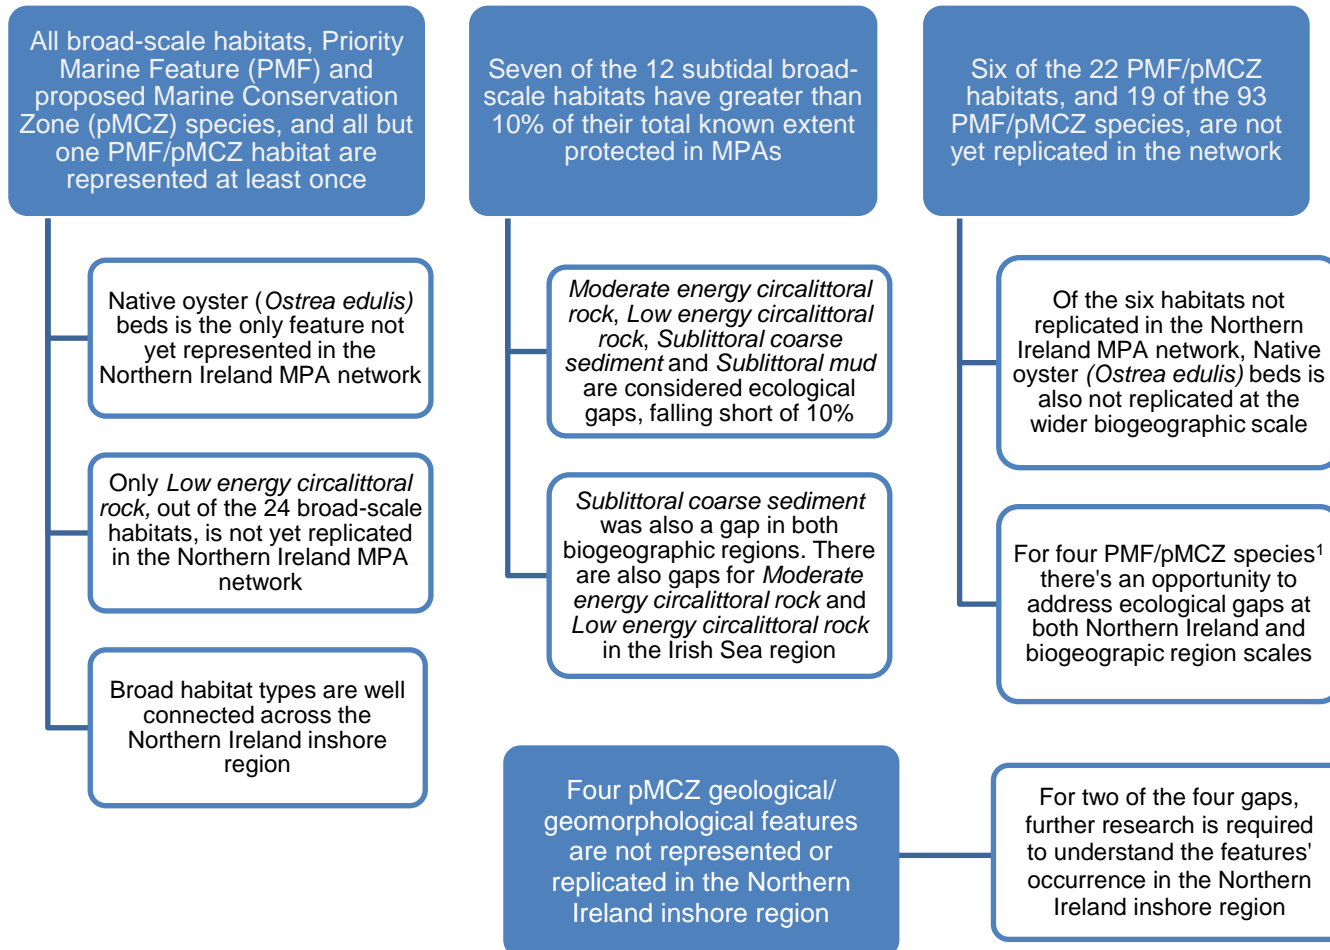 All broad-scale habitats, Priority
Marine Feature (PMF) and
proposed Marine Conservation
Zone (pMCZ) species, and all but
one PMF/pMCZ habitat are
represented at least once
Native oyster (Ostrea edulis)
beds is the only feature not
yet represented in the
Northern Ireland MPA network
Only Low energy circalittoral
rock, out of the 24 broad-scale
habitats, is not yet replicated
in the Northern Ireland MPA
network
Broad habitat types are well
connected across the
Northern Ireland inshore
region
Seven of the 12 subtidal broad-
scale habitats have greater than
10% of their total known extent
protected in MPAs
Moderate energy circalittoral
rock, Low energy circalittoral
rock, Sublittoral coarse
sediment and Sublittoral mud
are considered ecological
gaps, falling short of 10%
Sublittoral coarse sediment
was also a gap in both
biogeographic regions. There
are also gaps for Moderate
energy circalittoral rock and
Low energy circalittoral rock
in the Irish Sea region
Six of the 22 PMF/pMCZ
habitats, and 19 of the 93
PMF/pMCZ species, are not
yet replicated in the network
Of the six habitats not
replicated in the Northern
Ireland MPA network, Native
oyster (Ostrea edulis) beds is
also not replicated at the
wider biogeographic scale
For four PMF/pMCZ species¹
there's an opportunity to
address ecological gaps at
both Northern Ireland and
biogeograpic region scales
Four pMCZ geological/
geomorphological features
are not represented or
replicated in the Northern
Ireland inshore region
For two of the four gaps,
further research is required
to understand the features'
occurrence in the Northern
Ireland inshore region